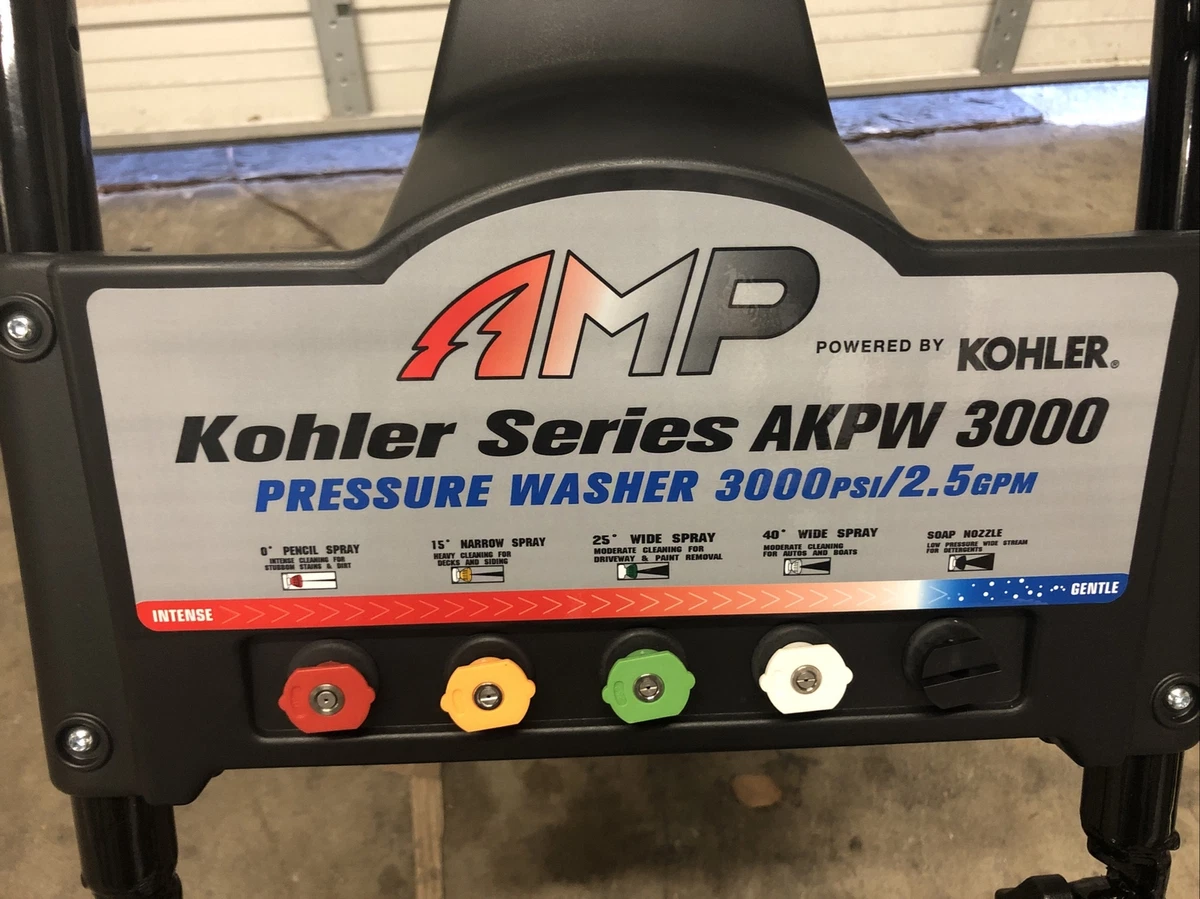 AMP
POWERED BY KOHLER®
Kohler Series AKPW 3000
PRESSURE WASHER 3000PSI/2.5GPM
0° PENCIL SPRAY
INTENSE CLEANING FOR
STUBBORN STAINS & DIRT
15° NARROW SPRAY
HEAVY CLEANING FOR
DECKS AND SIDING
25° WIDE SPRAY
MODERATE CLEANING FOR
DRIVEWAY & PAINT REMOVAL
40° WIDE SPRAY
MODERATE CLEANING
FOR AUTOS AND BOATS
SOAP NOZZLE
LOW PRESSURE WIDE STREAM
FOR DETERGENTS
INTENSE
GENTLE